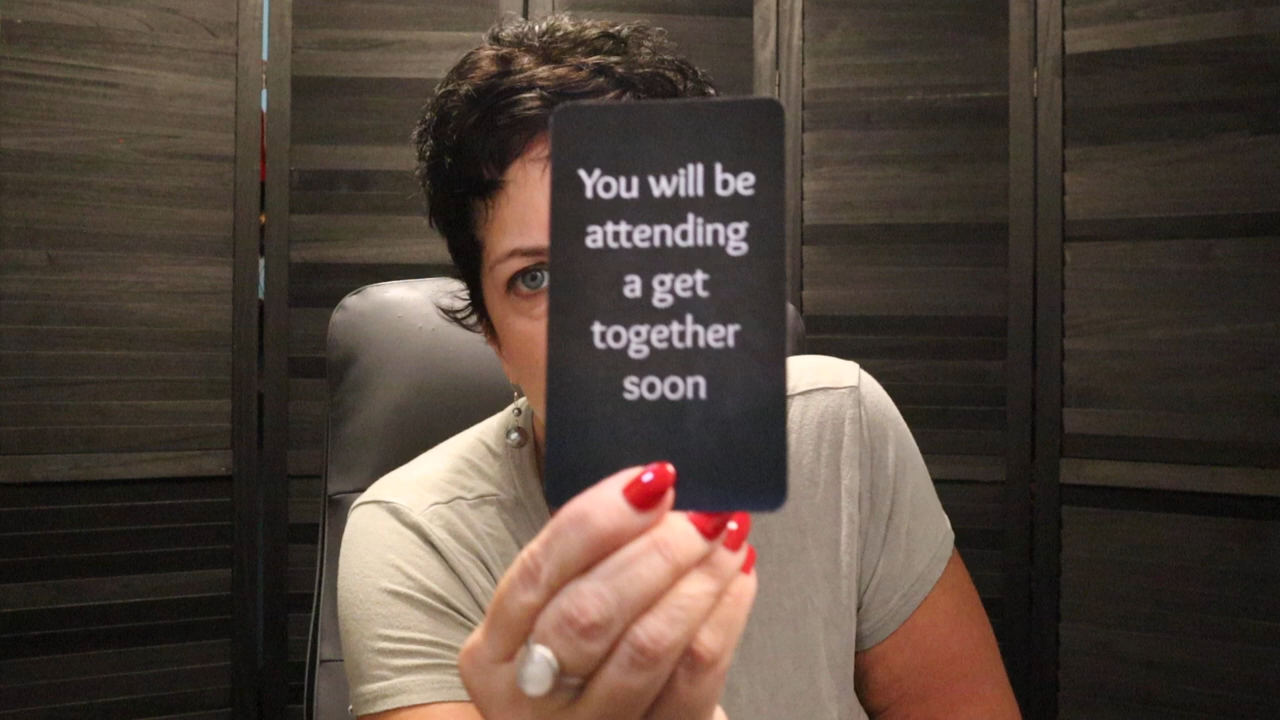 You will be
attending
a get
together
soon